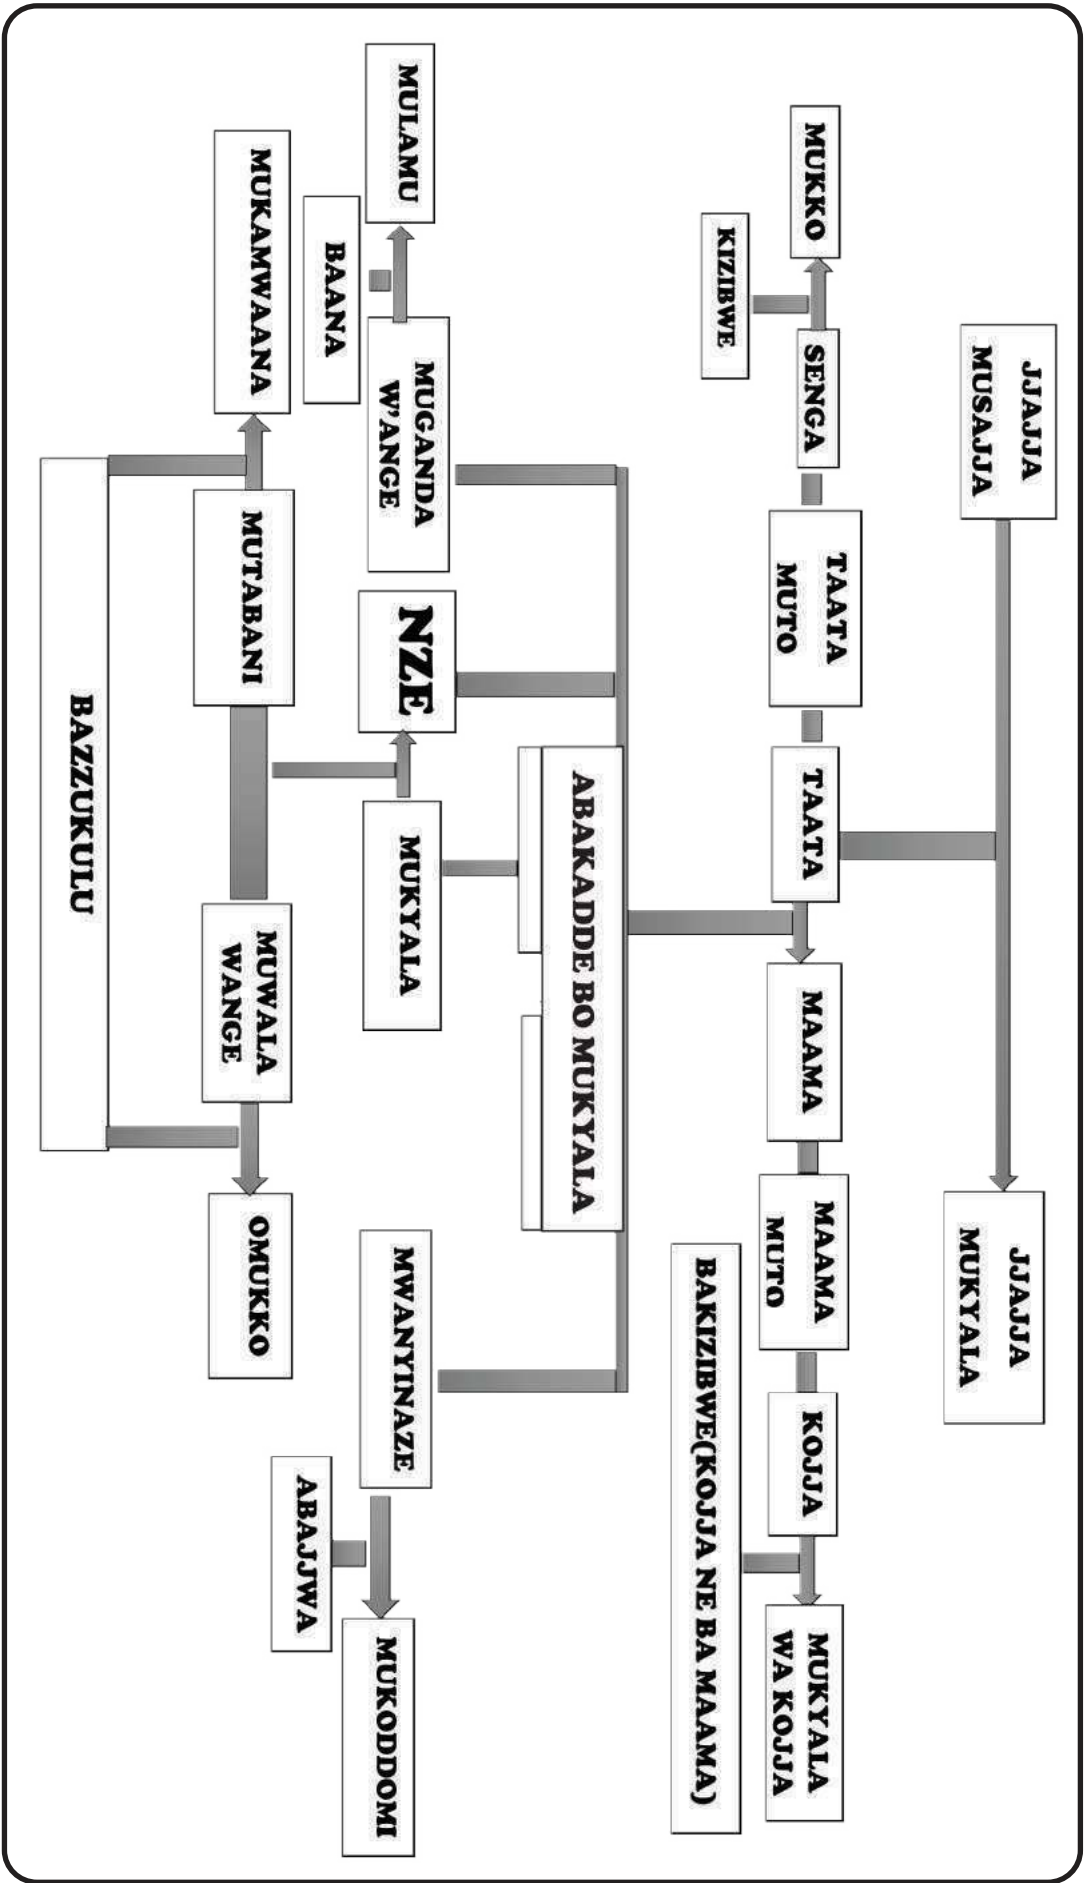 JJAJJA
MUSAJJA
JJAJJA
MUKYALA
MUKKO
SENGA
TAATA
MUTO
TAATA
MAAMA
MAAMA
MUTO
KOJJA
MUKYALA
WA KOJJA
KIZIBWE
BAKIZIBWE(KOJJA NE BA MAAMA)
ABAKADDE BO MUKYALA
MULAMU
MUGANDA
W'ANGE
NZE
MUKYALA
MWANYINAZE
MUKODDOMI
BAANA
ABAJJWA
MUKAMWAANA
MUTABANI
MUWALA
WANGE
OMUKKO
BAZZUKULU